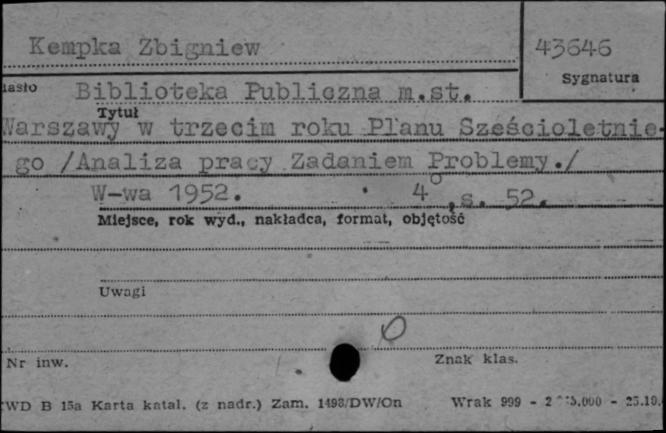 Kempka Zbigniew
43646
Sygnatura
Biblioteka Publiczna m.st.
Tytuł
Warszawy w trzecim roku Planu Sześcioletnie-
go /Analiza pracy Zadaniem Problemy./
W-wa 1952. 4° , s. 52.
Miejsce, rok wyd., nakładca, format, objętość
Uwagi
Nr inw.
Znak klas.
B 15a Karta katal. (z nadr.) Zam. 1498/DW/On Wrak 999 -